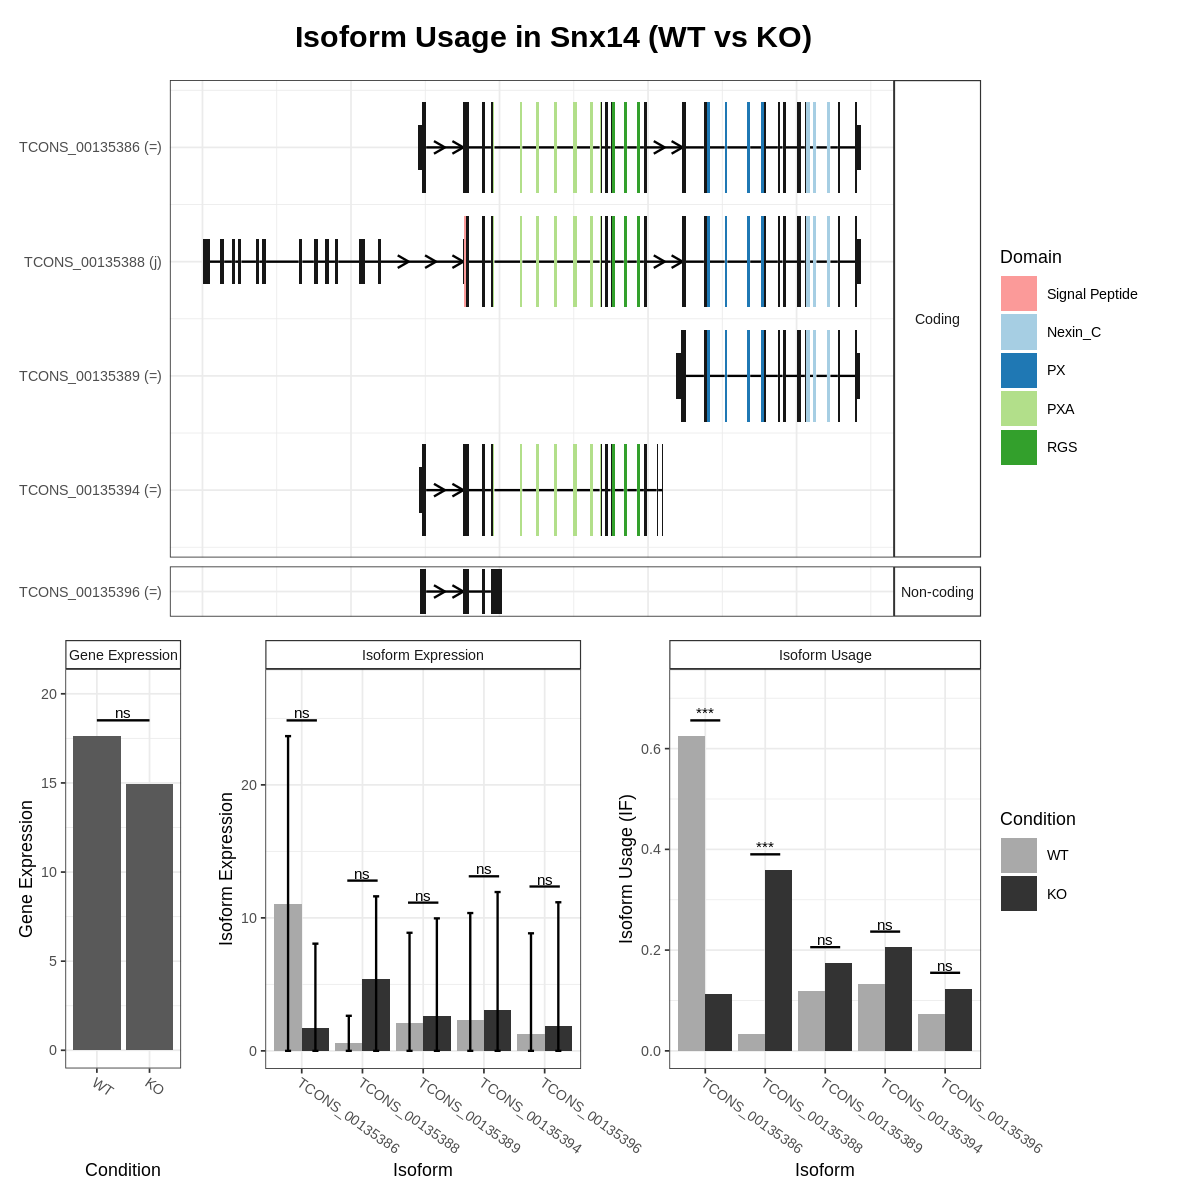 Isoform Usage in Snx14 (WT vs KO)
TCONS_00135386 (=)
TCONS_00135388 (j)
TCONS_00135389 (=)
TCONS_00135394 (=)
TCONS_00135396 (=)
Coding
Non-coding
Domain
Signal Peptide
Nexin_C
PX
PXA
RGS
Gene Expression
Gene Expression
20
15
10
5
0
ns
WT
KO
Condition
Isoform Expression
Isoform Expression
20
10
0
ns
ns
ns
ns
ns
TCONS_00135386
TCONS_00135388
TCONS_00135389
TCONS_00135394
TCONS_00135396
Isoform
Isoform Usage
Isoform Usage (IF)
0.6
0.4
0.2
0.0
***
***
ns
ns
ns
TCONS_00135386
TCONS_00135388
TCONS_00135389
TCONS_00135394
TCONS_00135396
Isoform
Condition
WT
KO